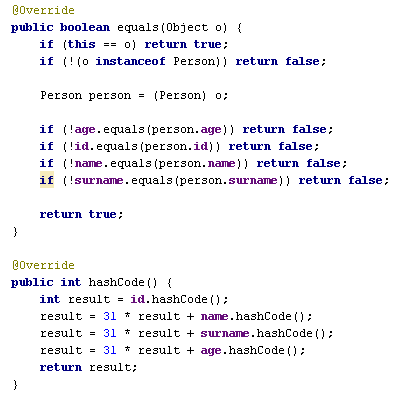 @Override
public boolean equals(Object o) {
    if (this == o) return true;
    if (!(o instanceof Person)) return false;

    Person person = (Person) o;

    if (!age.equals(person.age)) return false;
    if (!id.equals(person.id)) return false;
    if (!name.equals(person.name)) return false;
    if (!surname.equals(person.surname)) return false;

    return true;
}

@Override
public int hashCode() {
    int result = id.hashCode();
    result = 31 * result + name.hashCode();
    result = 31 * result + surname.hashCode();
    result = 31 * result + age.hashCode();
    return result;
}